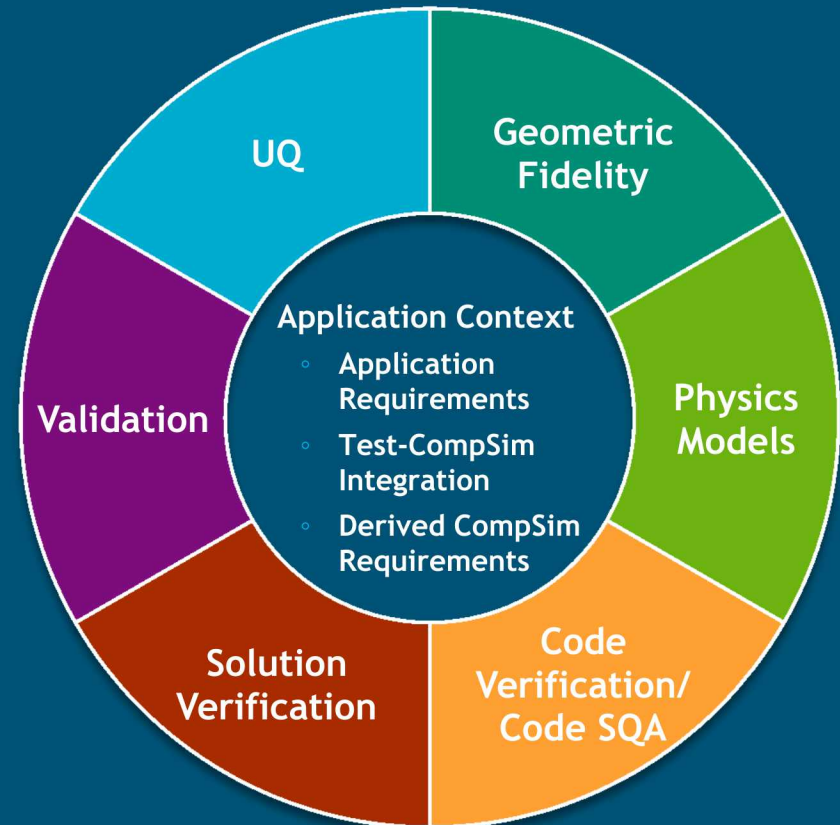 UQ
Geometric
Fidelity
Physics
Models
Code
Verification/
Code SQA
Solution
Verification
Validation
Application Context
◦ Application
Requirements
◦ Test-CompSim
Integration
◦ Derived CompSim
Requirements